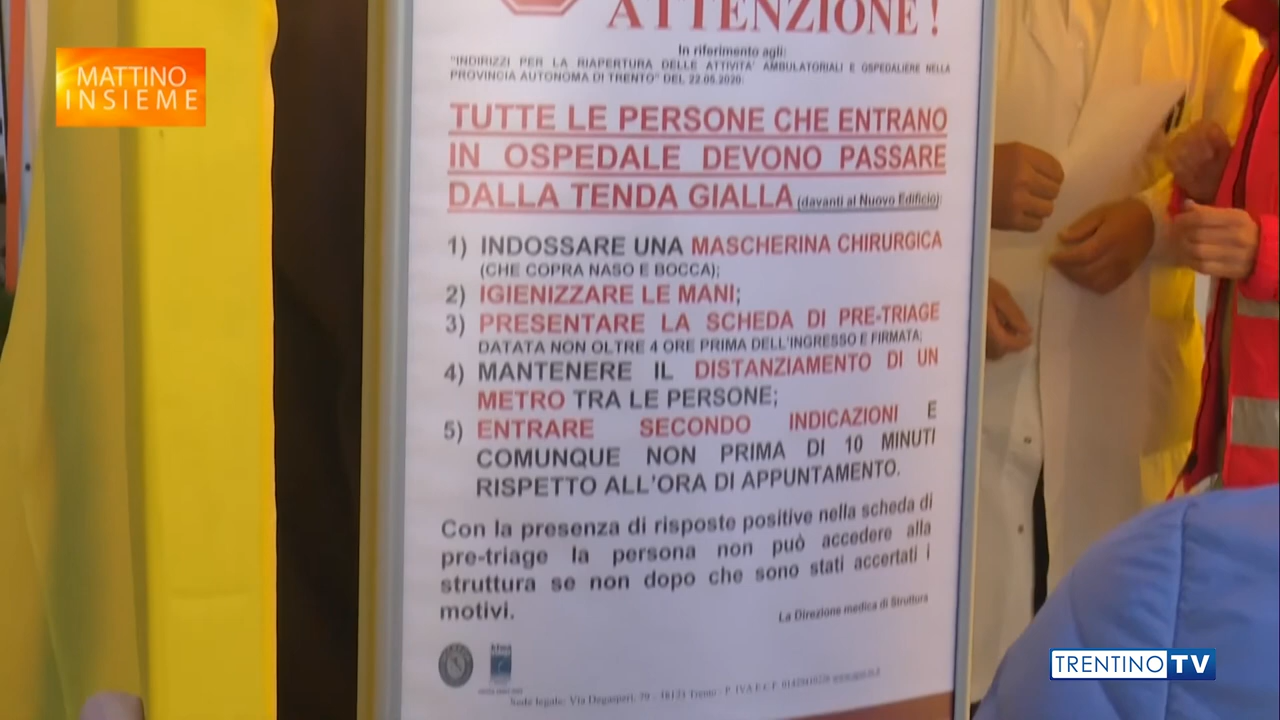 ATTENZIONE!
MATTINO
INSIEME
In riferimento agli:
"INDIRIZZI PER LA RIAPERTURA DELLE ATTIVITA' AMBULATORIALI E OSPEDALIERE NELLA
PROVINCIA AUTONOMA DI TRENTO" DEL 22.05.2020:
TUTTE LE PERSONE CHE ENTRANO
IN OSPEDALE DEVONO PASSARE
DALLA TENDA GIALLA (davanti al Nuovo Edificio):
1) INDOSSARE UNA MASCHERINA CHIRURGICA
(CHE COPRA NASO E BOCCA);
2) IGIENIZZARE LE MANI;
3) PRESENTARE LA SCHEDA DI PRE-TRIAGE
DATATA NON OLTRE 4 ORE PRIMA DELL'INGRESSO E FIRMATA;
4) MANTENERE IL DISTANZIAMENTO DI UN
METRO TRA LE PERSONE;
5) ENTRARE SECONDO INDICAZIONI E
COMUNQUE NON PRIMA DI 10 MINUTI
RISPETTO ALL'ORA DI APPUNTAMENTO.
Con la presenza di risposte positive nella scheda di
pre-triage la persona non può accedere alla
struttura se non dopo che sono stati accertati i
motivi.
La Direzione medica di Struttura
Sede legale: Via Degasperi, 79 - 38123 Trento - P. IVA E C.F.
TRENTINO TV